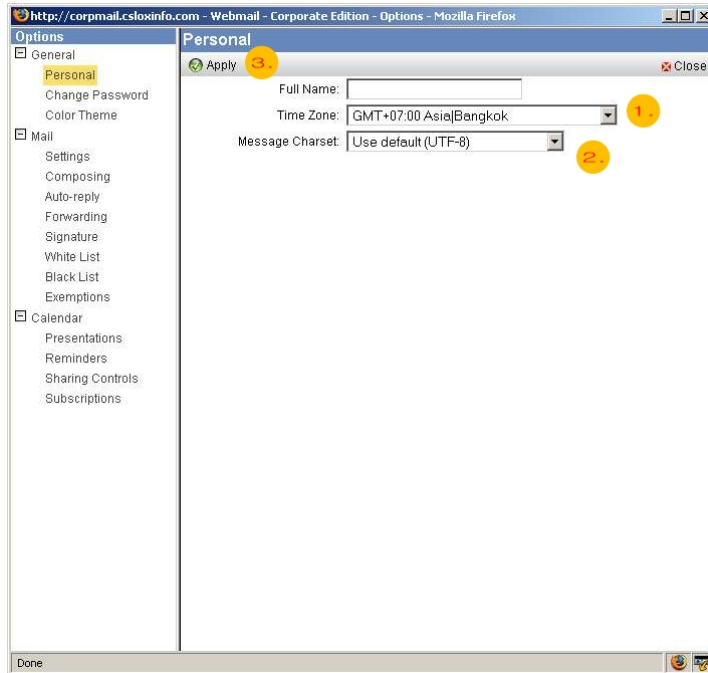 http://corpmail.csloxinfo.com - Webmail - Corporate Edition - Options - Mozilla Firefox
Options
General
Personal
Change Password
Color Theme
Mail
Settings
Composing
Auto-reply
Forwarding
Signature
White List
Black List
Exemptions
Calendar
Presentations
Reminders
Sharing Controls
Subscriptions
Personal
Apply 3.
Close
Full Name:
Time Zone: GMT+07:00 Asia|Bangkok 1.
Message Charset: Use default (UTF-8) 2.
Done